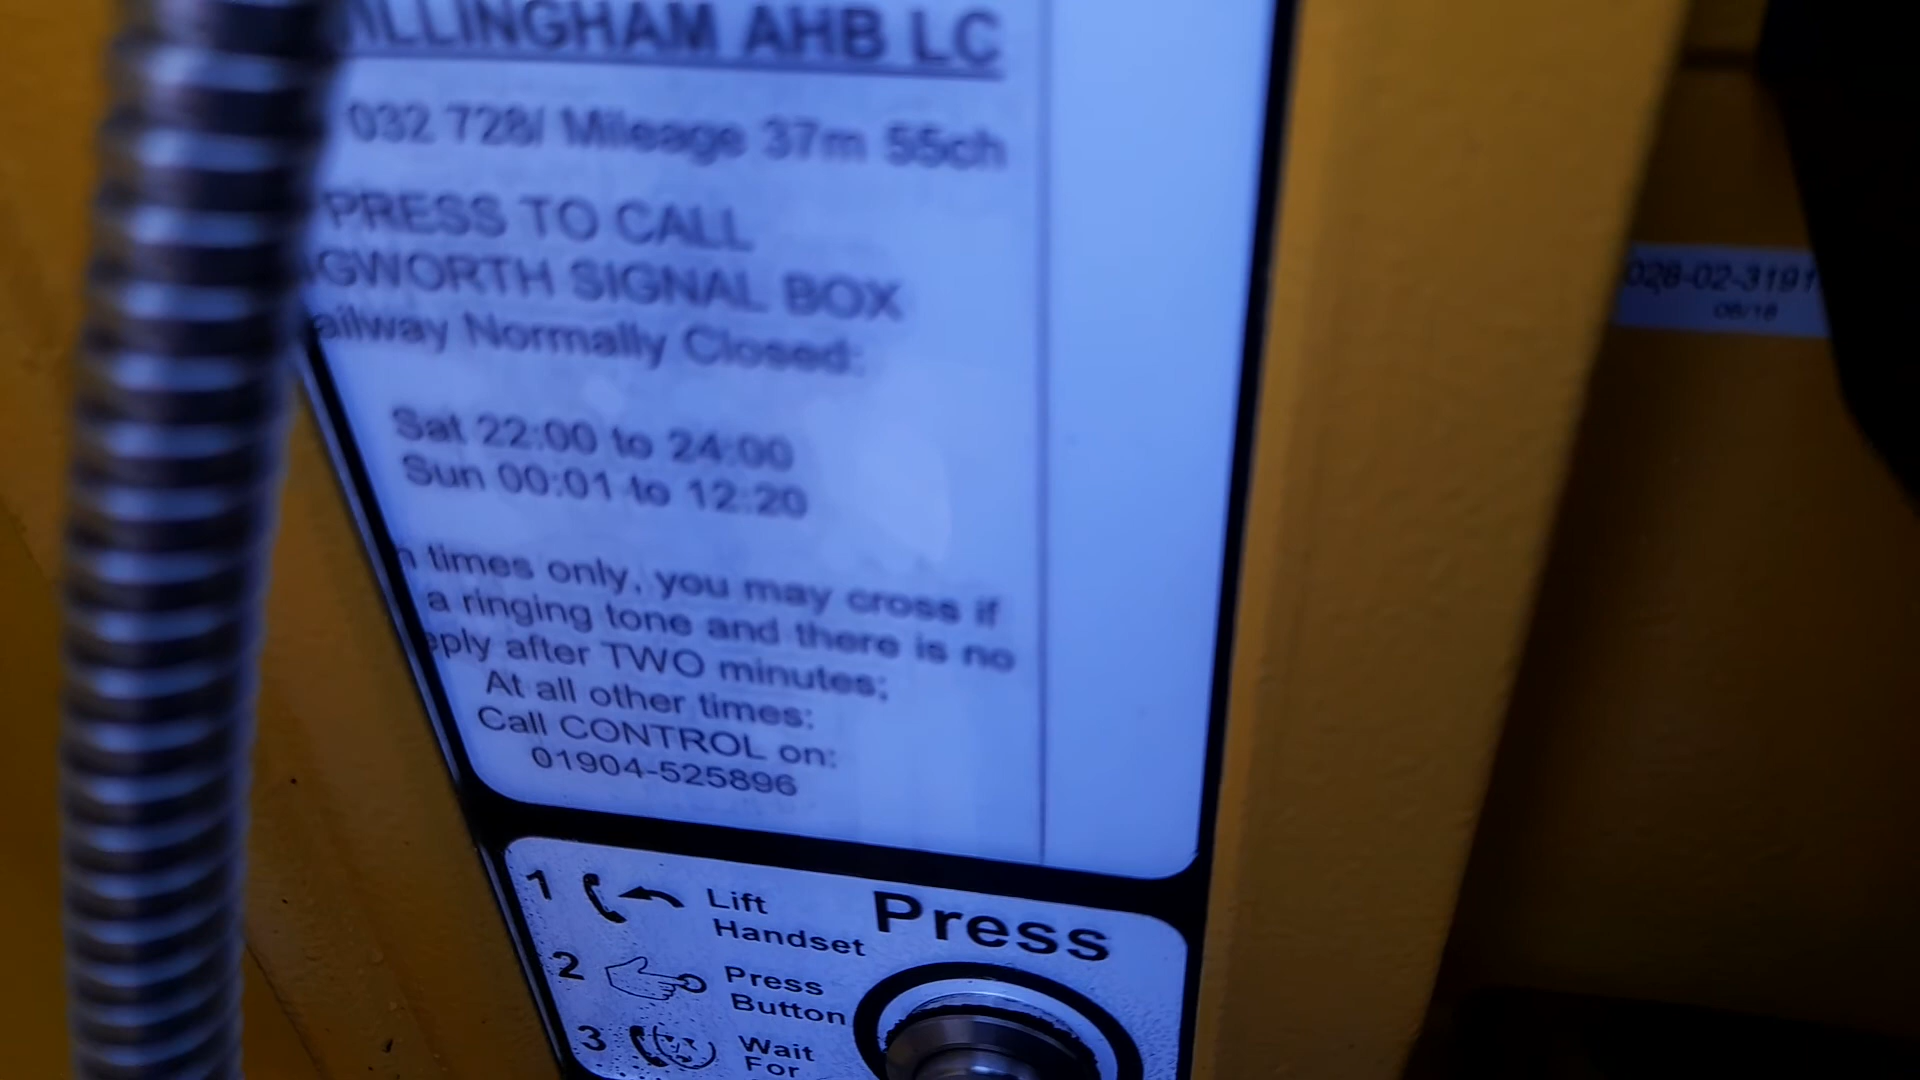 ILLINGHAM AHB LC
032 728/ Mileage 37m 55ch
PRESS TO CALL
GWORTH SIGNAL BOX
ailway Normally Closed:
Sat 22:00 to 24:00
Sun 00:01 to 12:20
times only, you may cross if
a ringing tone and there is no
eply after TWO minutes;
At all other times:
Call CONTROL on:
01904-525896
028-02-3191
06/18
1 Lift
Handset
Press
2 Press
Button
3 Wait
For